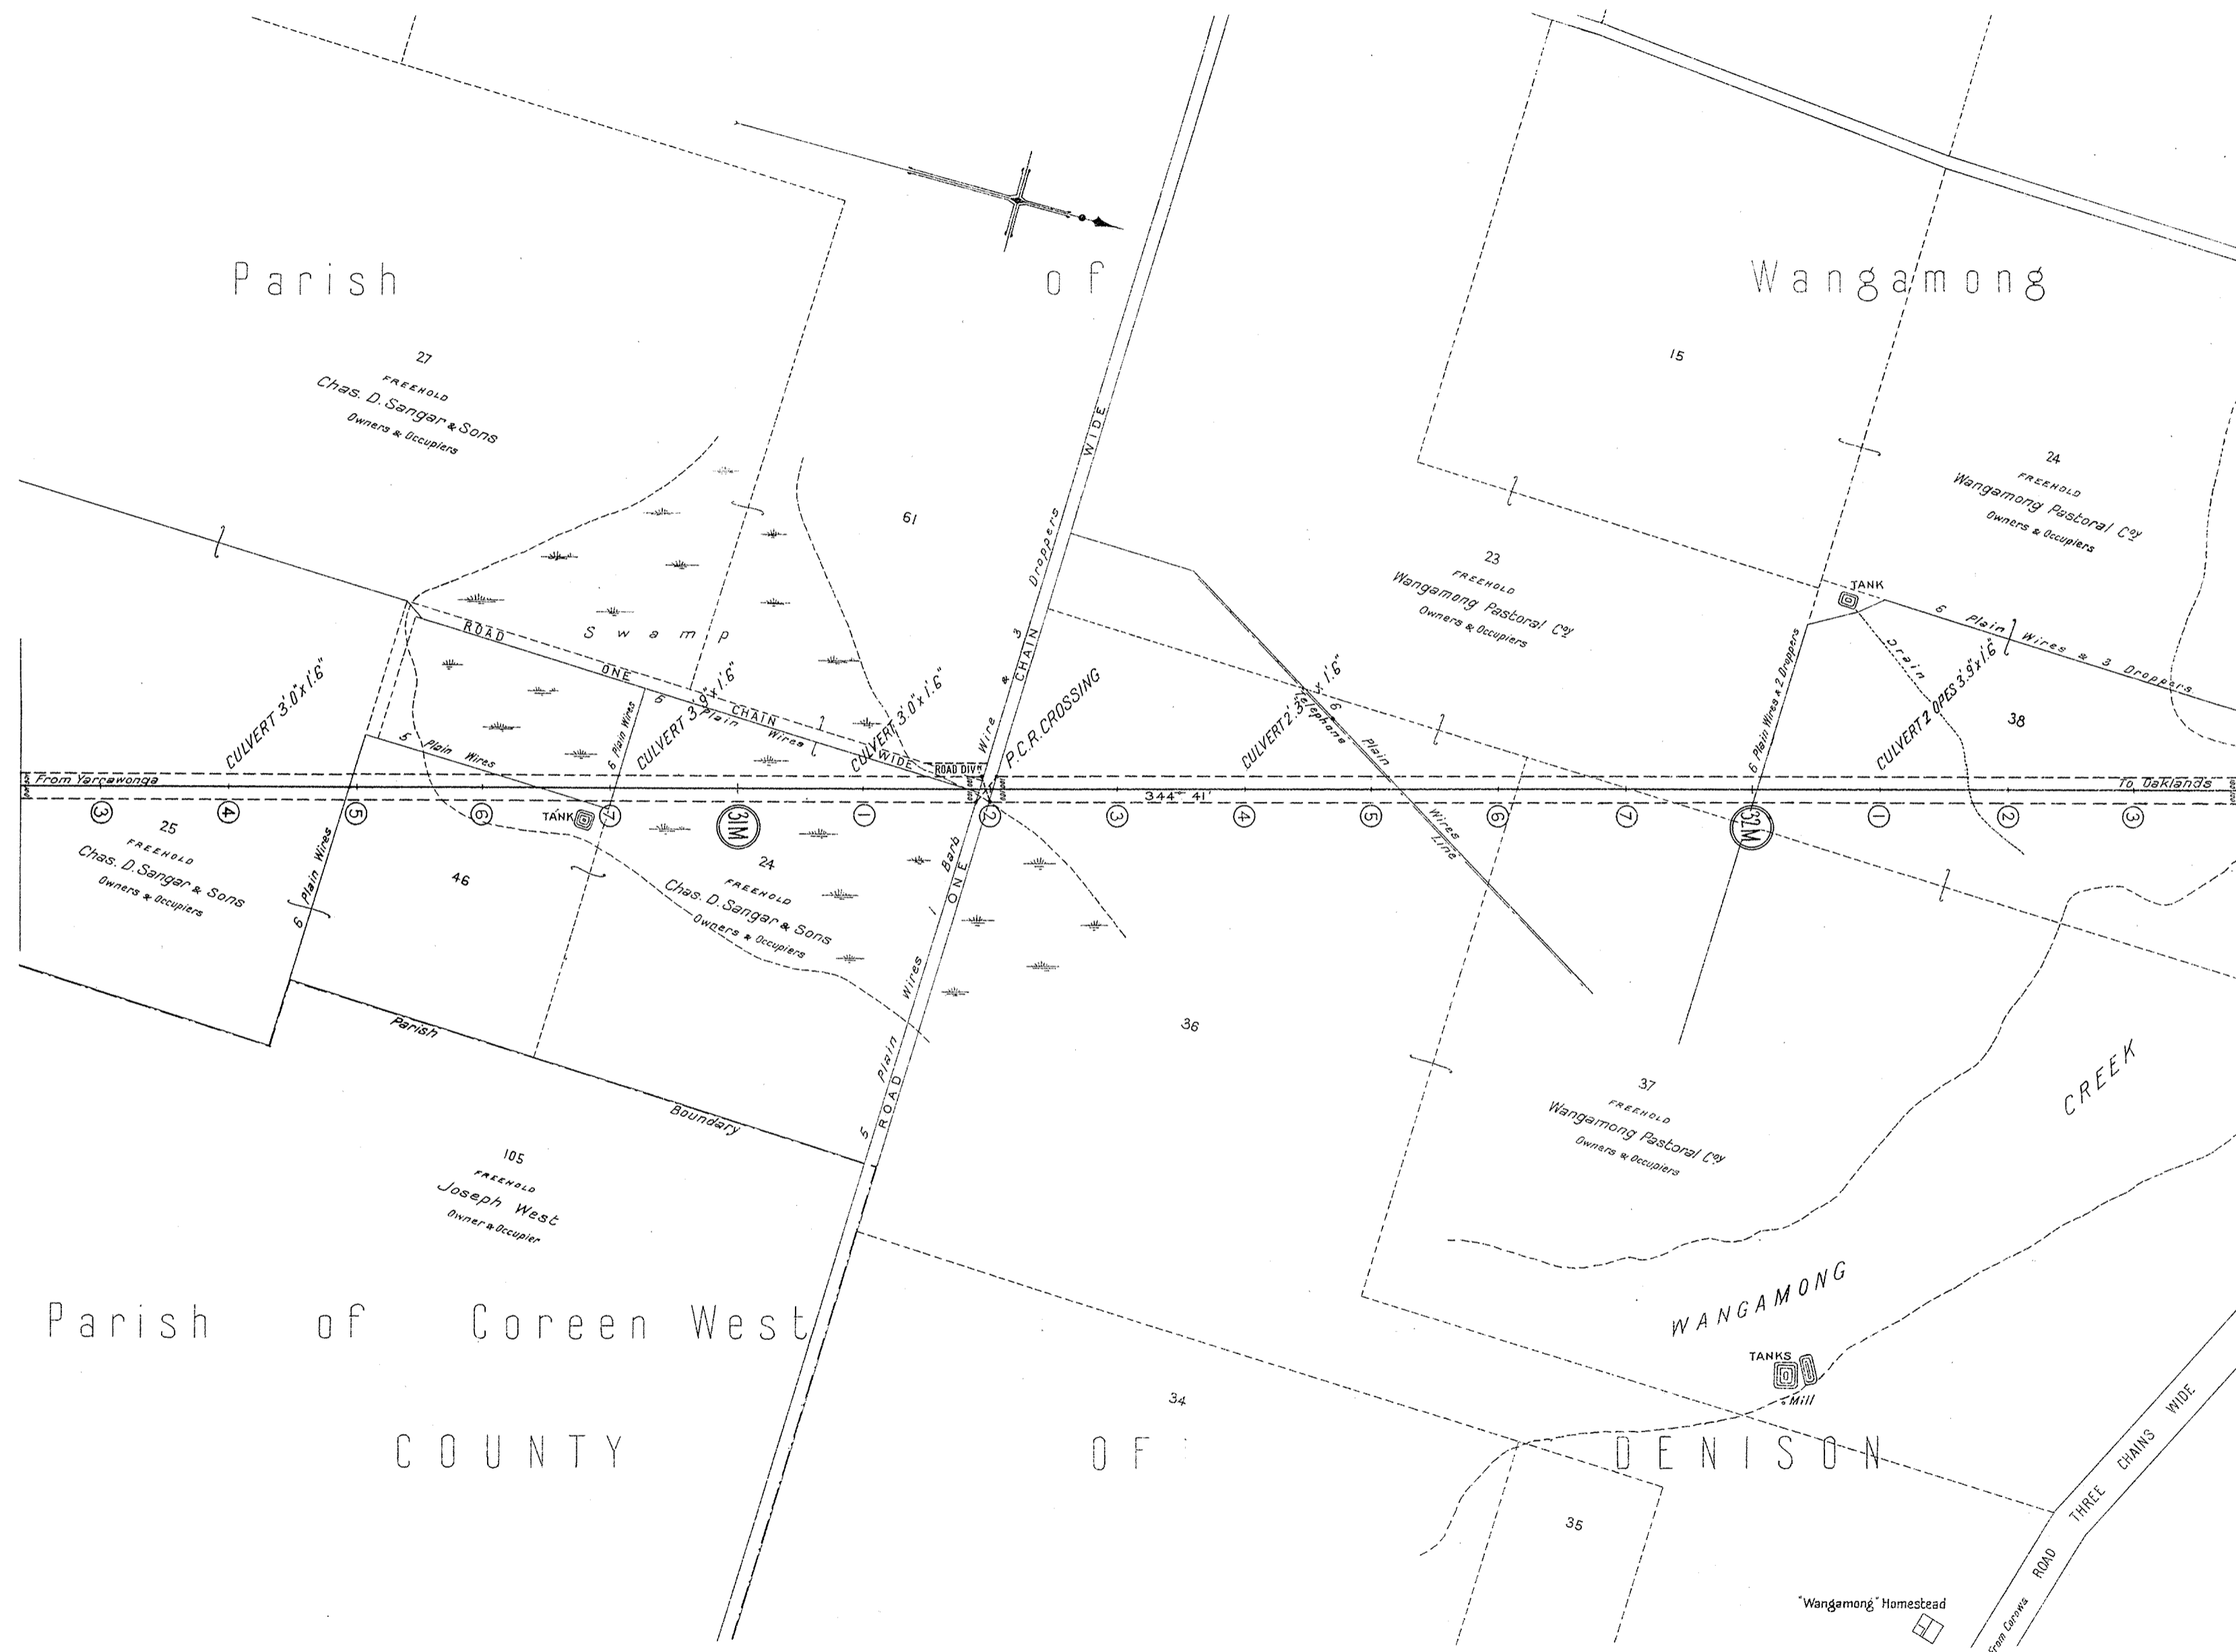 Parish of Wangamong
27
FREEHOLD
Chas. D. Sangar & Sons
Owners & Occupiers
61
15
24
FREEHOLD
Wangamong Pastoral Coy
Owners & Occupiers
23
FREEHOLD
Wangamong Pastoral Coy
Owners & Occupiers
TANK
Drain
6 Plain Wires & 3 Droppers
38
Swamp
ROAD ONE CHAIN WIDE
5 Plain Wires
5 Plain Wires
6 Plain Wires
6 Plain Wires
CULVERT 3'.0" x 1'.6"
CULVERT 3'.9" x 1'.6"
CULVERT 3'.0" x 1'.6"
ROAD DIVN
P.C.R. CROSSING
CULVERT 2'.3" x 1'.6"
CULVERT 2 OPES 3'.9" x 1'.6"
6 Plain Wires & 2 Droppers
6 Plain Wires
Telephone Line
ROAD ONE CHAIN WIDE
5 Plain Wires 1 Barb Wire & 3 Droppers
From Yarrawonga
344° 41'
To Oaklands
3 4 5 6 7 31M 1 2 3 4 5 6 7 32M 1 2 3
TANK
25
FREEHOLD
Chas. D. Sangar & Sons
Owners & Occupiers
46
24
FREEHOLD
Chas. D. Sangar & Sons
Owners & Occupiers
36
37
FREEHOLD
Wangamong Pastoral Coy
Owners & Occupiers
Parish Boundary
105
FREEHOLD
Joseph West
Owner & Occupier
WANGAMONG CREEK
Parish of Coreen West
TANKS
Mill
34
COUNTY OF DENISON
35
ROAD THREE CHAINS WIDE
"Wangamong" Homestead
From Corowa